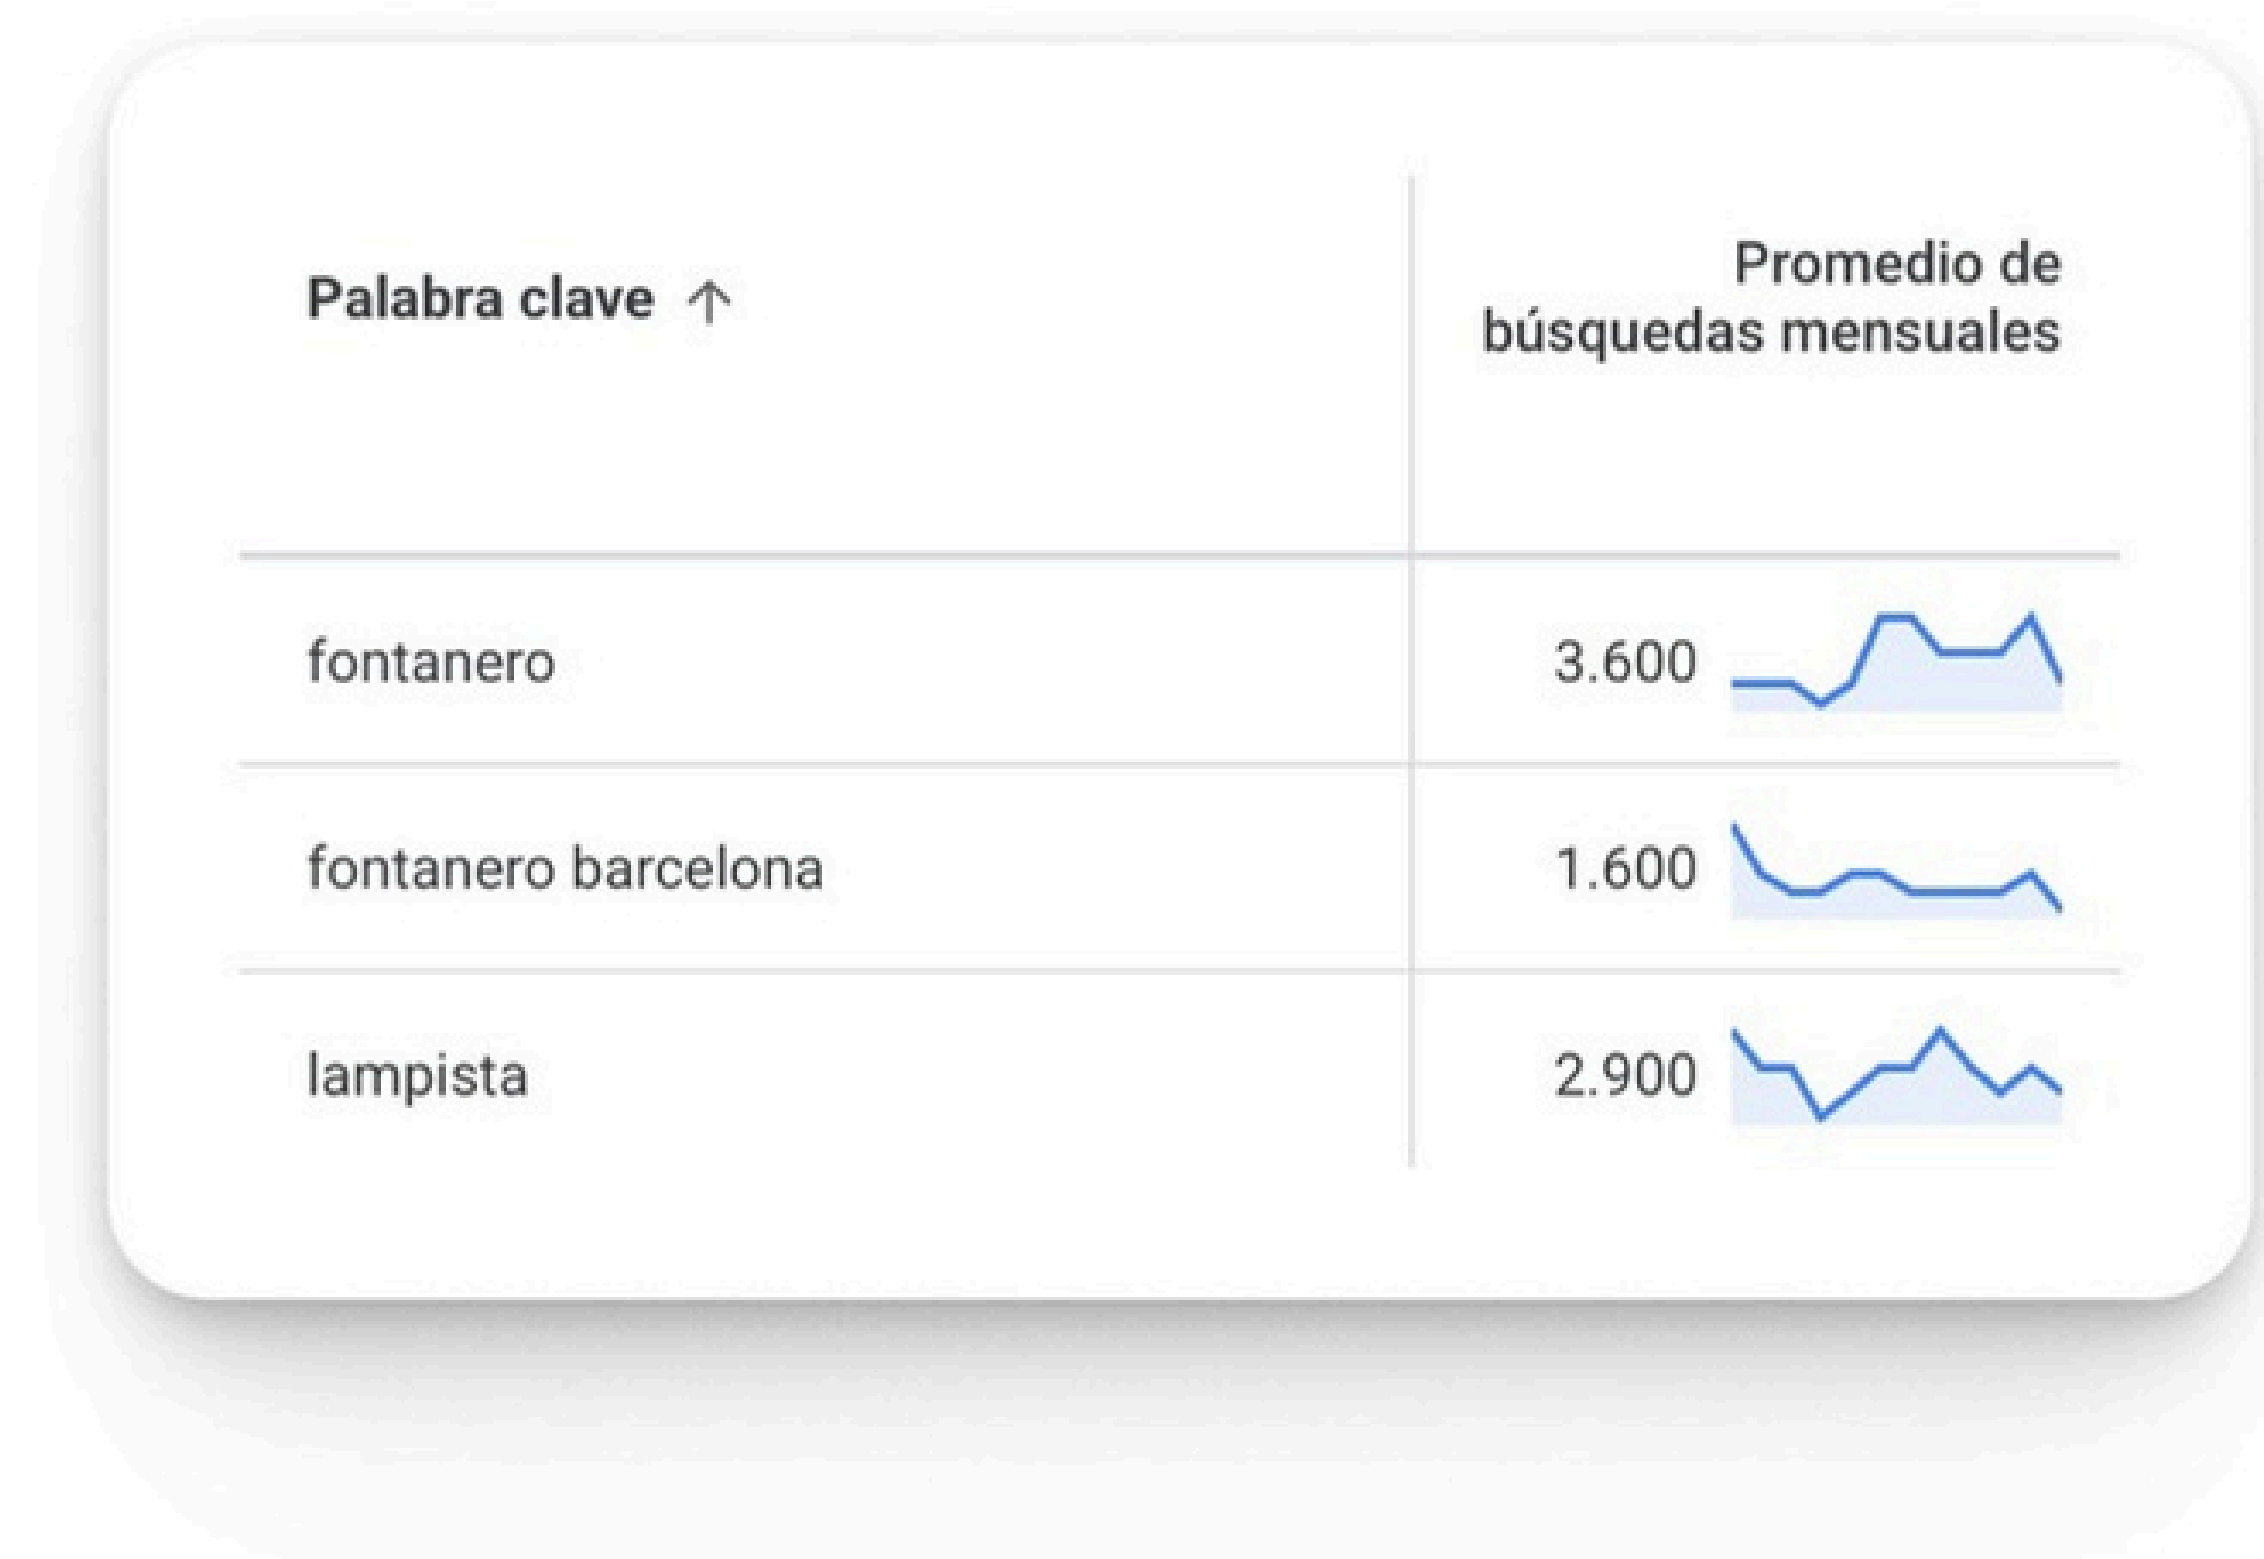 Palabra clave ↑
Promedio de
búsquedas mensuales
fontanero 3.600
fontanero barcelona 1.600
lampista 2.900